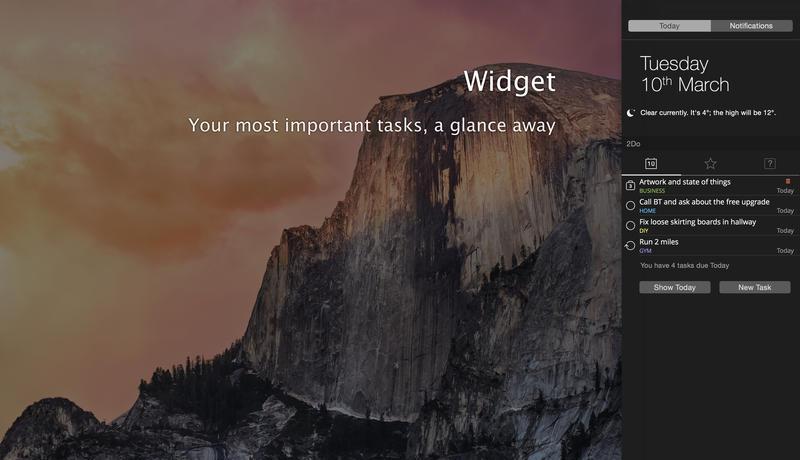 Widget
Your most important tasks, a glance away
Today
Notifications
Tuesday
10th March
Clear currently. It's 4°; the high will be 12°.
2Do
10
?
3
Artwork and state of things
BUSINESS
Today
Call BT and ask about the free upgrade
HOME
Today
Fix loose skirting boards in hallway
DIY
Today
Run 2 miles
GYM
Today
You have 4 tasks due Today
Show Today
New Task